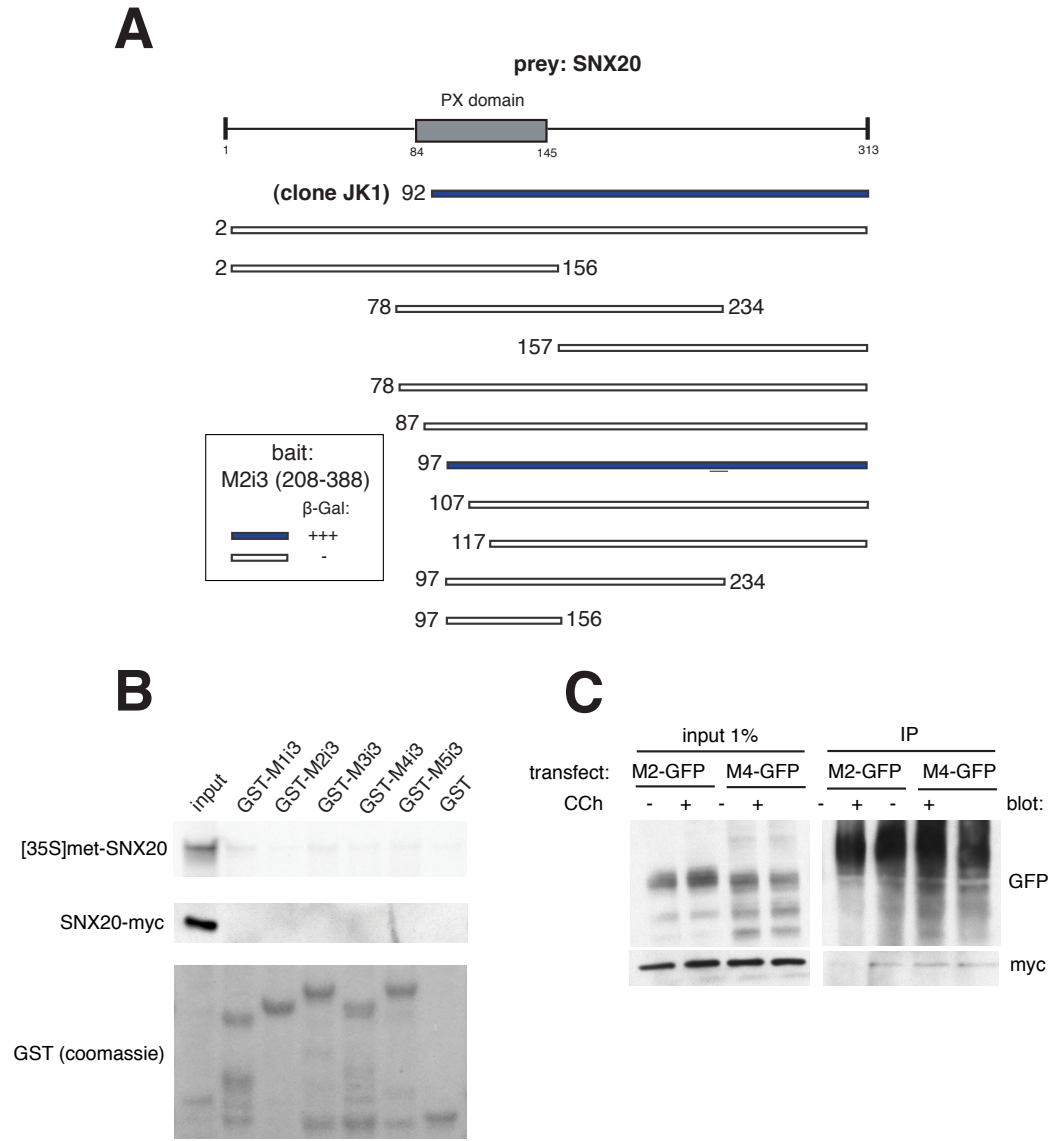 A
prey: SNX20
PX domain
1 84 145 313
(clone JK1) 92
2
2 156
78 234
157
78
87
97
107
117
97 234
97 156
bait:
M2i3 (208-388)
β-Gal:
+++
-
B
input GST-M1i3 GST-M2i3 GST-M3i3 GST-M4i3 GST-M5i3 GST
[35S]met-SNX20
SNX20-myc
GST (coomassie)
C
input 1% IP
transfect: M2-GFP M4-GFP M2-GFP M4-GFP
CCh - + - + - + - + blot:
GFP
myc